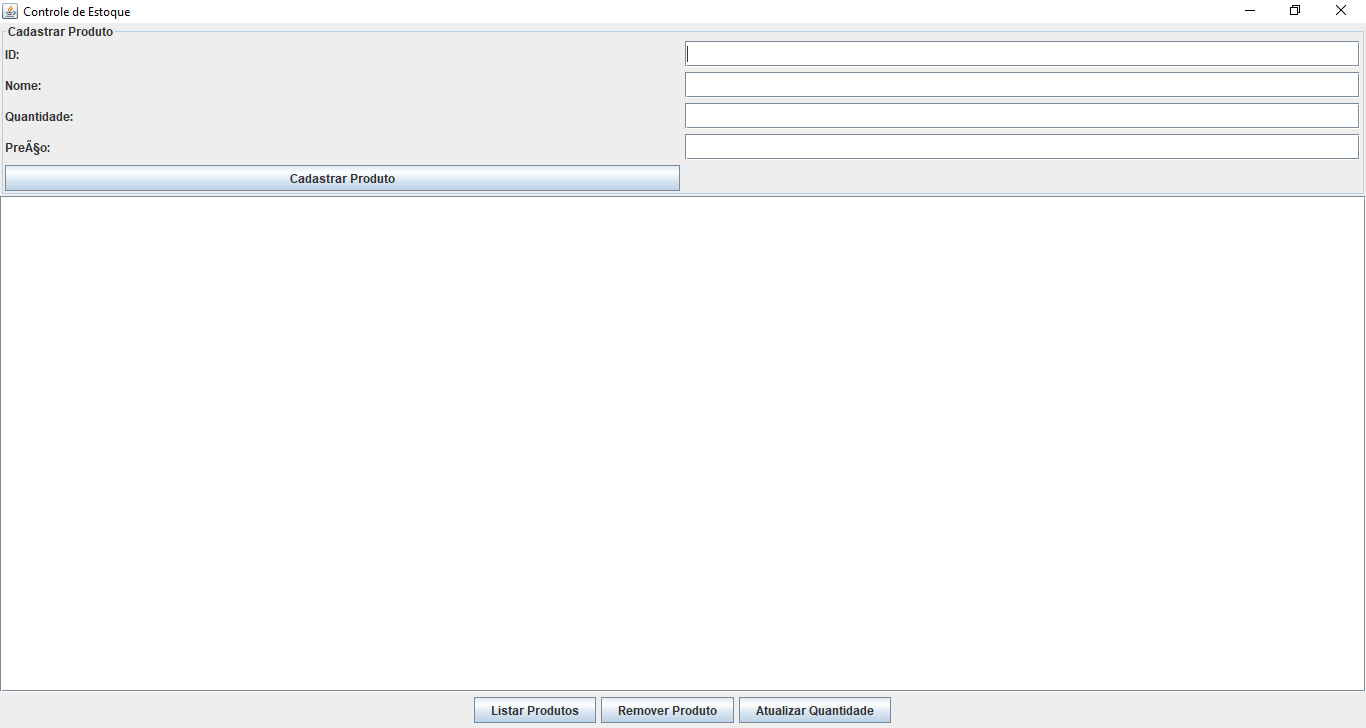 Controle de Estoque
Cadastrar Produto
ID:
Nome:
Quantidade:
PreÃ§o:
Cadastrar Produto
Listar Produtos Remover Produto Atualizar Quantidade